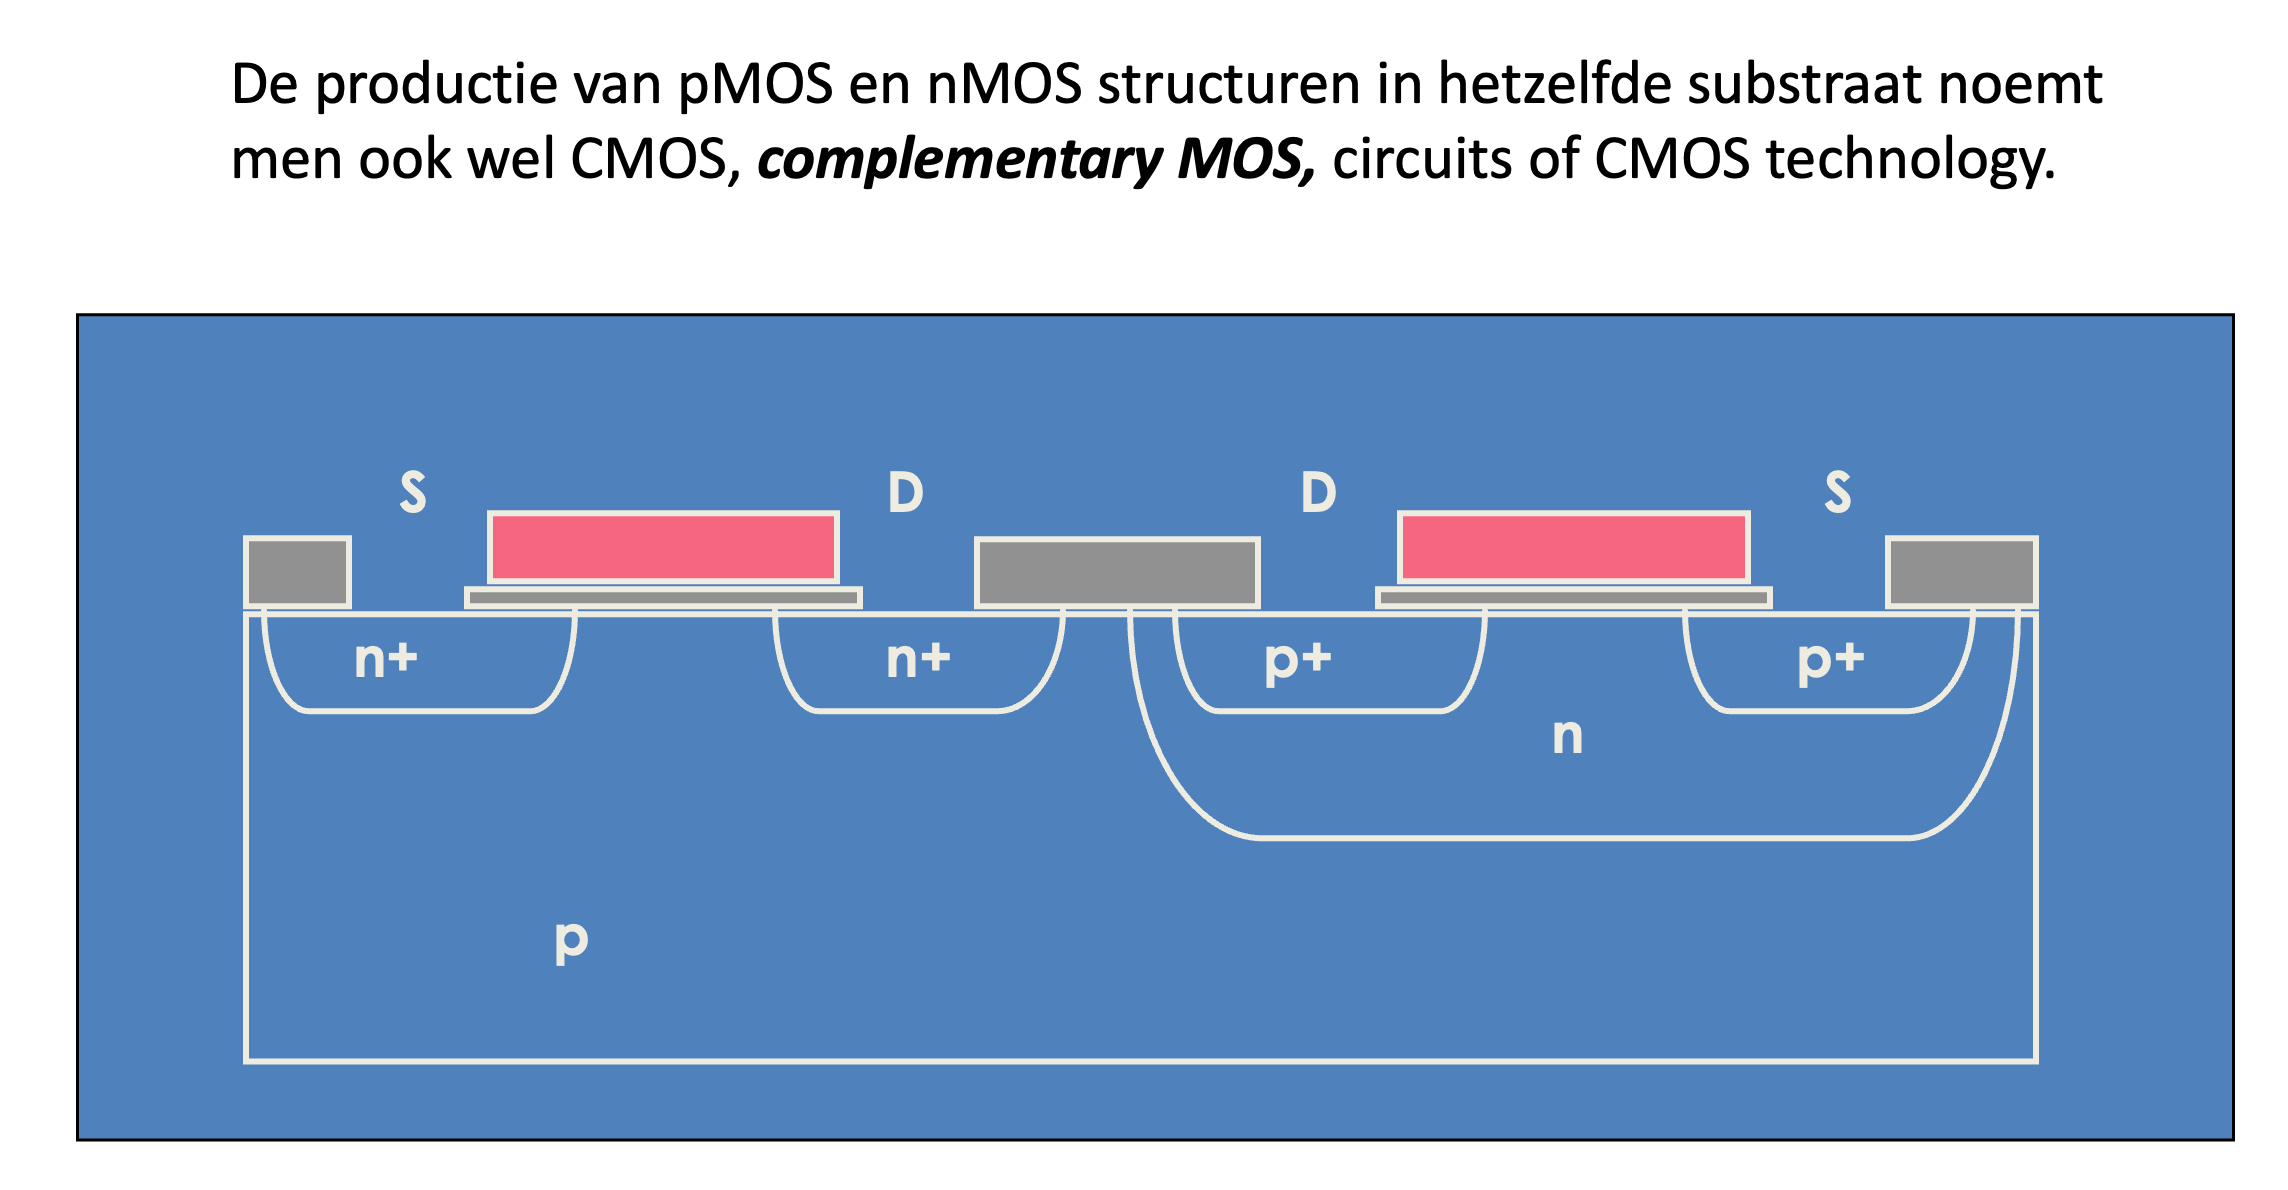 De productie van pMOS en nMOS structuren in hetzelfde substraat noemt
men ook wel CMOS, complementary MOS, circuits of CMOS technology.
S D D S
n+ n+ p+ p+
n
p